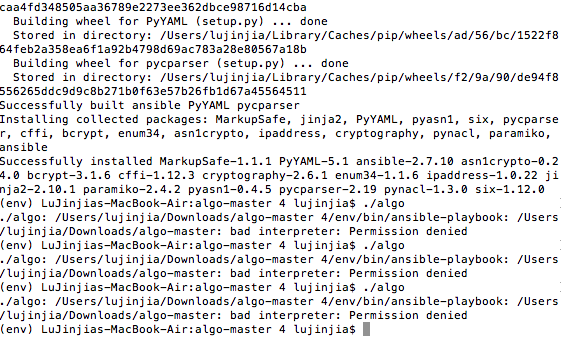 caa4fd348505aa36789e2273ee362dbce98716d14cba
  Building wheel for PyYAML (setup.py) ... done
  Stored in directory: /Users/lujinjia/Library/Caches/pip/wheels/ad/56/bc/1522f8
64feb2a358ea6f1a92b4798d69ac783a28e80567a18b
  Building wheel for pycparser (setup.py) ... done
  Stored in directory: /Users/lujinjia/Library/Caches/pip/wheels/f2/9a/90/de94f8
556265ddc9d9c8b271b0f63e57b26fb1d67a45564511
Successfully built ansible PyYAML pycparser
Installing collected packages: MarkupSafe, jinja2, PyYAML, pyasn1, six, pycparse
r, cffi, bcrypt, enum34, asn1crypto, ipaddress, cryptography, pynacl, paramiko,
ansible
Successfully installed MarkupSafe-1.1.1 PyYAML-5.1 ansible-2.7.10 asn1crypto-0.2
4.0 bcrypt-3.1.6 cffi-1.12.3 cryptography-2.6.1 enum34-1.1.6 ipaddress-1.0.22 ji
nja2-2.10.1 paramiko-2.4.2 pyasn1-0.4.5 pycparser-2.19 pynacl-1.3.0 six-1.12.0
(env) LuJinjias-MacBook-Air:algo-master 4 lujinjia$ ./algo
./algo: /Users/lujinjia/Downloads/algo-master 4/env/bin/ansible-playbook: /Users
/lujinjia/Downloads/algo-master: bad interpreter: Permission denied
(env) LuJinjias-MacBook-Air:algo-master 4 lujinjia$ ./algo
./algo: /Users/lujinjia/Downloads/algo-master 4/env/bin/ansible-playbook: /Users
/lujinjia/Downloads/algo-master: bad interpreter: Permission denied
(env) LuJinjias-MacBook-Air:algo-master 4 lujinjia$ ./algo
./algo: /Users/lujinjia/Downloads/algo-master 4/env/bin/ansible-playbook: /Users
/lujinjia/Downloads/algo-master: bad interpreter: Permission denied
(env) LuJinjias-MacBook-Air:algo-master 4 lujinjia$